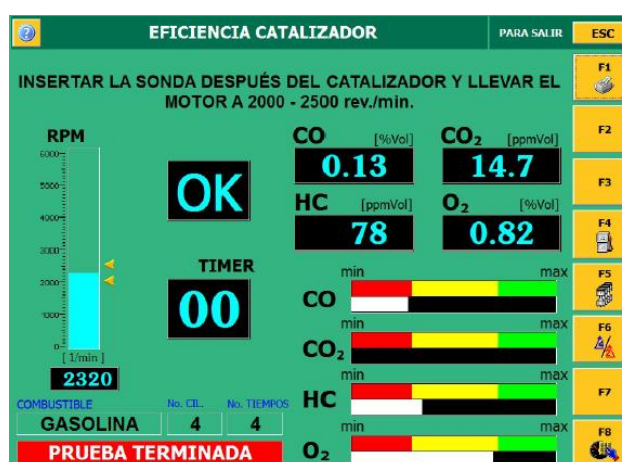 EFICIENCIA CATALIZADOR
PARA SALIR
ESC
INSERTAR LA SONDA DESPUÉS DEL CATALIZADOR Y LLEVAR EL
MOTOR A 2000 - 2500 rev./min.
F1
F2
F3
F4
F5
F6
F7
F8
RPM
6000
5000
4000
3000
2000
1000
0
[ 1/min ]
2320
OK
TIMER
00
CO [%Vol]
0.13
CO₂ [ppmVol]
14.7
HC [ppmVol]
78
O₂ [%Vol]
0.82
min max
CO
min max
CO₂
min max
HC
min max
O₂
COMBUSTIBLE
GASOLINA
No. CIL.
4
No. TIEMPOS
4
PRUEBA TERMINADA